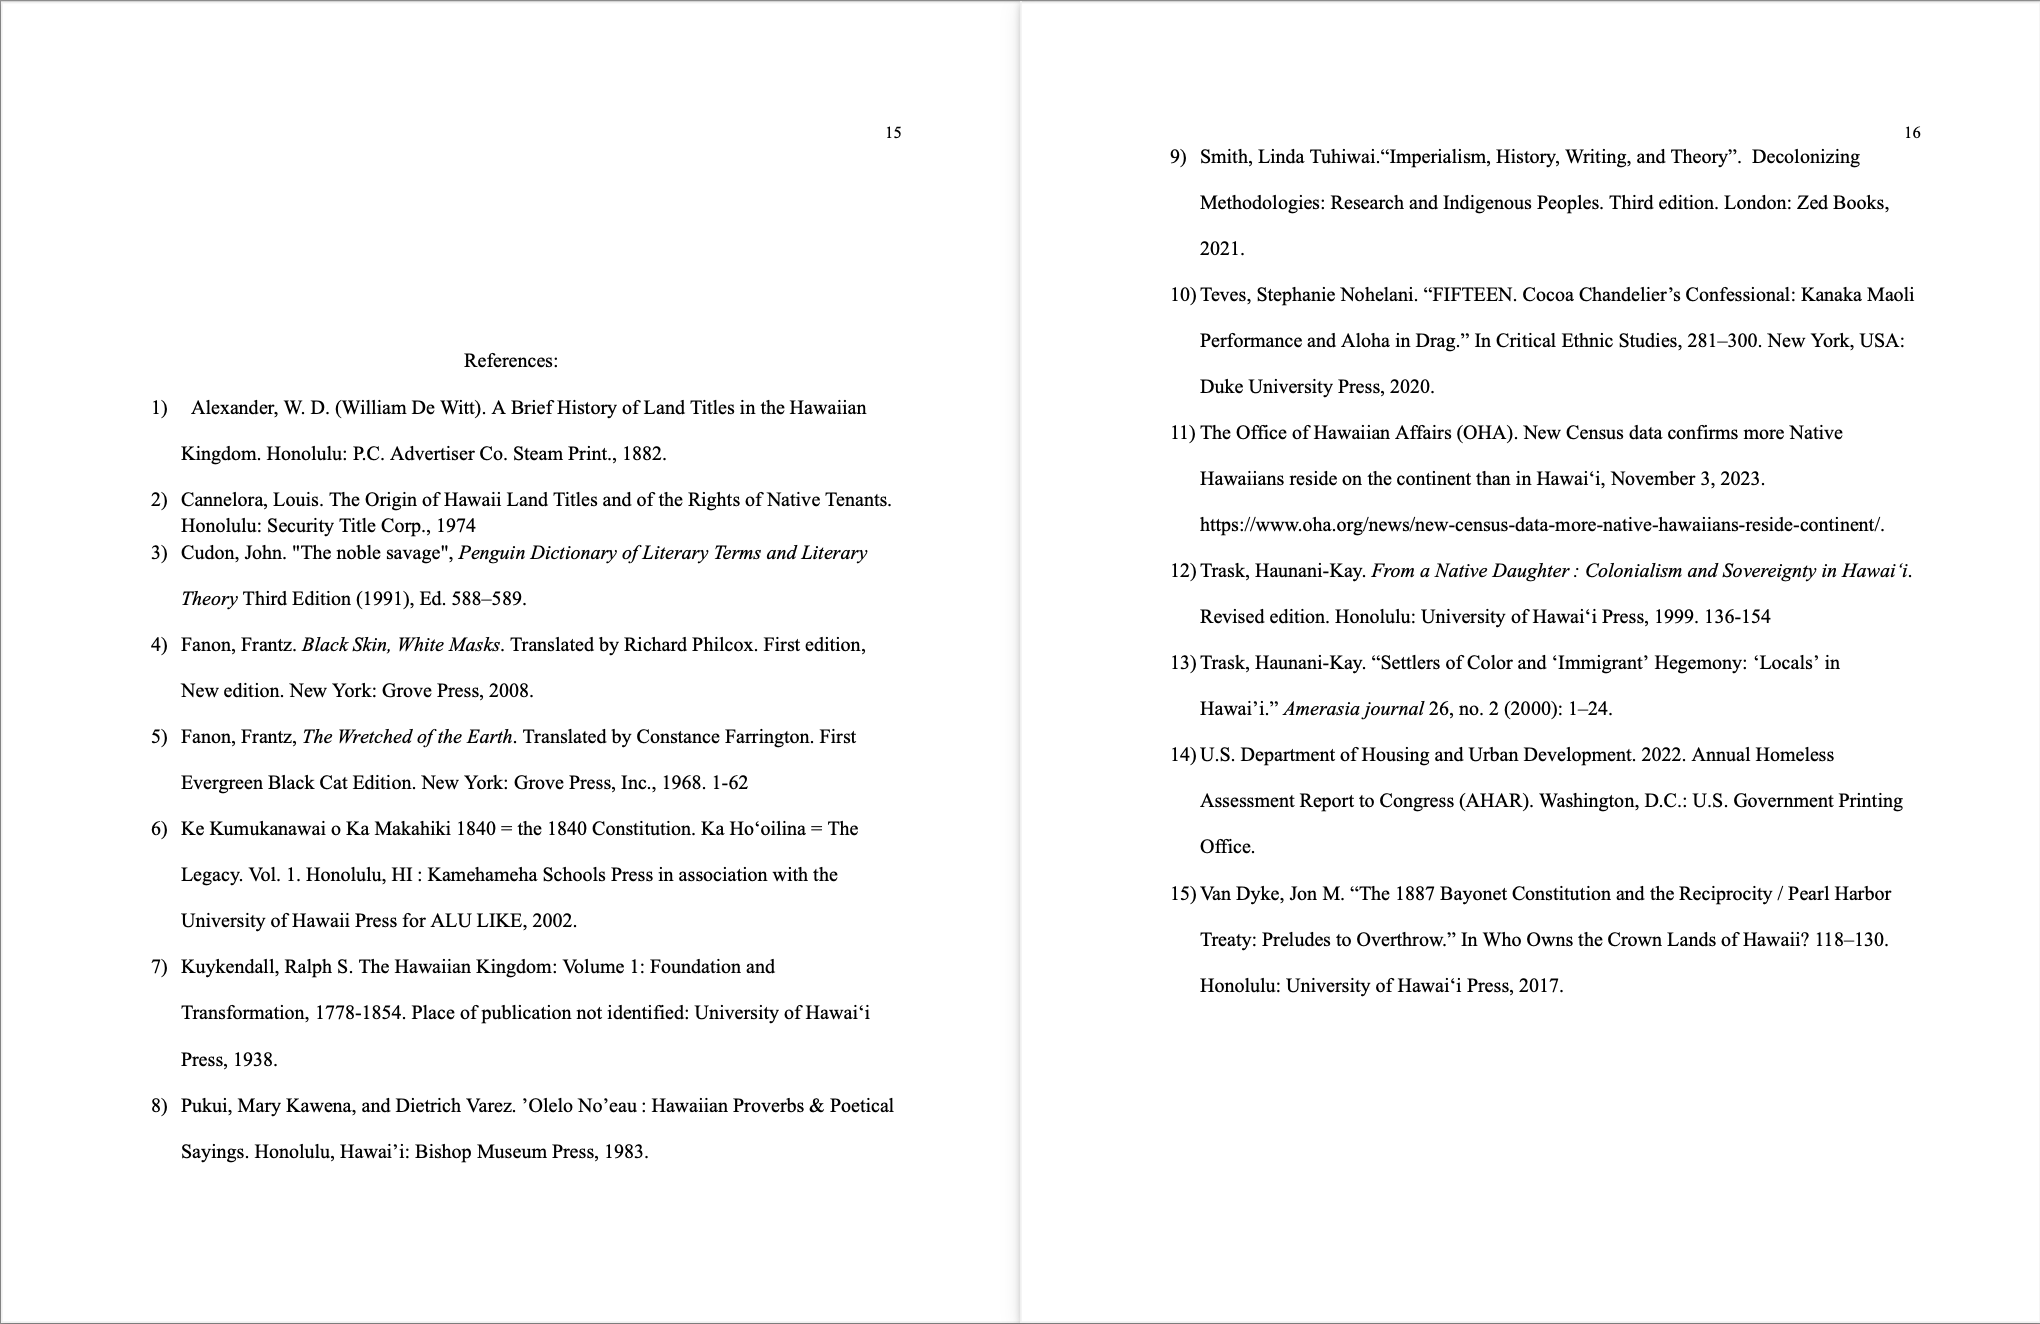 15
References:
1) Alexander, W. D. (William De Witt). A Brief History of Land Titles in the Hawaiian
Kingdom. Honolulu: P.C. Advertiser Co. Steam Print., 1882.
2) Cannelora, Louis. The Origin of Hawaii Land Titles and of the Rights of Native Tenants.
Honolulu: Security Title Corp., 1974
3) Cudon, John. "The noble savage", Penguin Dictionary of Literary Terms and Literary
Theory Third Edition (1991), Ed. 588–589.
4) Fanon, Frantz. Black Skin, White Masks. Translated by Richard Philcox. First edition,
New edition. New York: Grove Press, 2008.
5) Fanon, Frantz, The Wretched of the Earth. Translated by Constance Farrington. First
Evergreen Black Cat Edition. New York: Grove Press, Inc., 1968. 1-62
6) Ke Kumukanawai o Ka Makahiki 1840 = the 1840 Constitution. Ka Hoʻoilina = The
Legacy. Vol. 1. Honolulu, HI : Kamehameha Schools Press in association with the
University of Hawaii Press for ALU LIKE, 2002.
7) Kuykendall, Ralph S. The Hawaiian Kingdom: Volume 1: Foundation and
Transformation, 1778-1854. Place of publication not identified: University of Hawaiʻi
Press, 1938.
8) Pukui, Mary Kawena, and Dietrich Varez. ’Olelo No’eau : Hawaiian Proverbs & Poetical
Sayings. Honolulu, Hawai’i: Bishop Museum Press, 1983.
16
9) Smith, Linda Tuhiwai.“Imperialism, History, Writing, and Theory”. Decolonizing
Methodologies: Research and Indigenous Peoples. Third edition. London: Zed Books,
2021.
10) Teves, Stephanie Nohelani. “FIFTEEN. Cocoa Chandelier’s Confessional: Kanaka Maoli
Performance and Aloha in Drag.” In Critical Ethnic Studies, 281–300. New York, USA:
Duke University Press, 2020.
11) The Office of Hawaiian Affairs (OHA). New Census data confirms more Native
Hawaiians reside on the continent than in Hawaiʻi, November 3, 2023.
https://www.oha.org/news/new-census-data-more-native-hawaiians-reside-continent/.
12) Trask, Haunani-Kay. From a Native Daughter : Colonialism and Sovereignty in Hawaiʻi.
Revised edition. Honolulu: University of Hawaiʻi Press, 1999. 136-154
13) Trask, Haunani-Kay. “Settlers of Color and ‘Immigrant’ Hegemony: ‘Locals’ in
Hawai’i.” Amerasia journal 26, no. 2 (2000): 1–24.
14) U.S. Department of Housing and Urban Development. 2022. Annual Homeless
Assessment Report to Congress (AHAR). Washington, D.C.: U.S. Government Printing
Office.
15) Van Dyke, Jon M. “The 1887 Bayonet Constitution and the Reciprocity / Pearl Harbor
Treaty: Preludes to Overthrow.” In Who Owns the Crown Lands of Hawaii? 118–130.
Honolulu: University of Hawaiʻi Press, 2017.